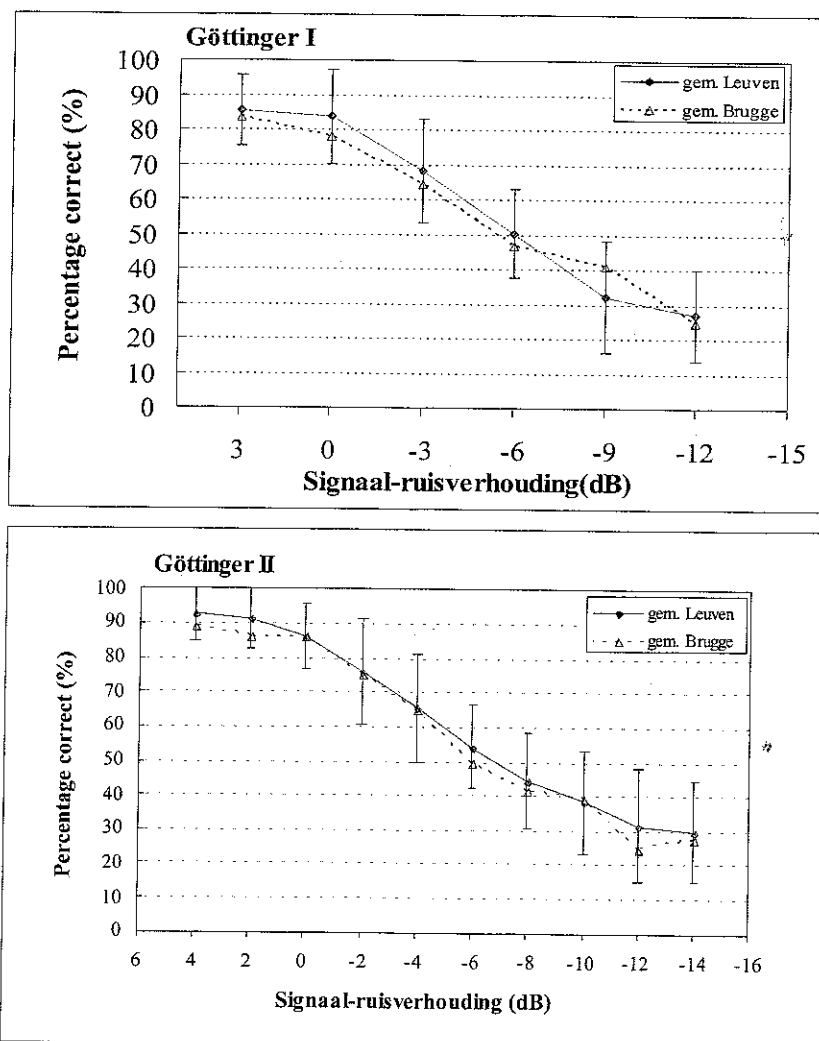 Göttinger I
gem. Leuven
gem. Brugge
Percentage correct (%)
100
90
80
70
60
50
40
30
20
10
0
3 0 -3 -6 -9 -12 -15
Signaal-ruisverhouding(dB)
Göttinger II
gem. Leuven
gem. Brugge
Percentage correct (%)
100
90
80
70
60
50
40
30
20
10
0
6 4 2 0 -2 -4 -6 -8 -10 -12 -14 -16
Signaal-ruisverhouding (dB)